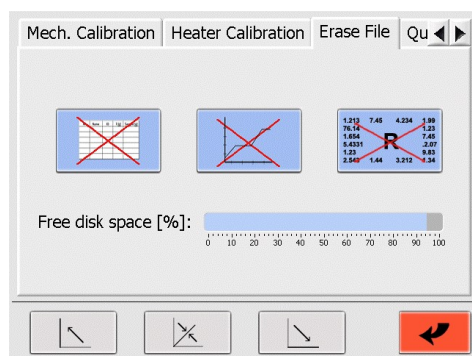 Mech. Calibration Heater Calibration Erase File Qu
1.213 7.45 4.234 1.99
76.14 1.23
1.654 R 7.45
5.4331 .2.07
1.23 9.83
2.543 1.44 3.212 .34
Free disk space [%]:
0 10 20 30 40 50 60 70 80 90 100